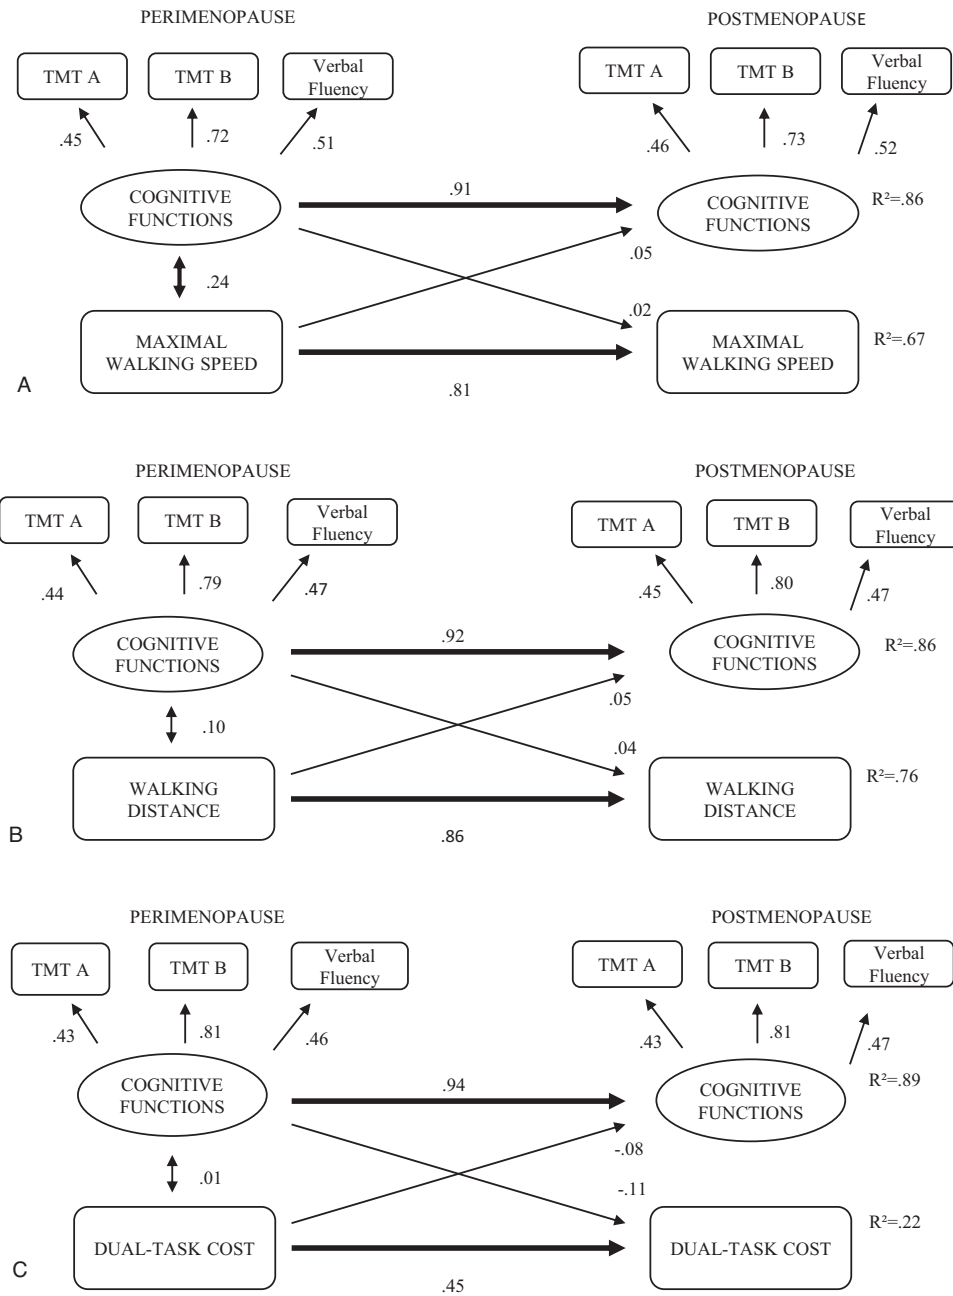 PERIMENOPAUSE
POSTMENOPAUSE
TMT A
TMT B
Verbal
Fluency
TMT A
TMT B
Verbal
Fluency
.45
.72
.51
.46
.73
.52
COGNITIVE
FUNCTIONS
.91
COGNITIVE
FUNCTIONS
R²=.86
.24
.05
.02
MAXIMAL
WALKING SPEED
MAXIMAL
WALKING SPEED
R²=.67
A
.81
PERIMENOPAUSE
POSTMENOPAUSE
TMT A
TMT B
Verbal
Fluency
TMT A
TMT B
Verbal
Fluency
.44
.79
.47
.45
.80
.47
COGNITIVE
FUNCTIONS
.92
COGNITIVE
FUNCTIONS
R²=.86
.10
.05
.04
WALKING
DISTANCE
WALKING
DISTANCE
R²=.76
B
.86
PERIMENOPAUSE
POSTMENOPAUSE
TMT A
TMT B
Verbal
Fluency
TMT A
TMT B
Verbal
Fluency
.43
.81
.46
.43
.81
.47
COGNITIVE
FUNCTIONS
.94
COGNITIVE
FUNCTIONS
R²=.89
.01
-.08
-.11
DUAL-TASK COST
DUAL-TASK COST
R²=.22
C
.45